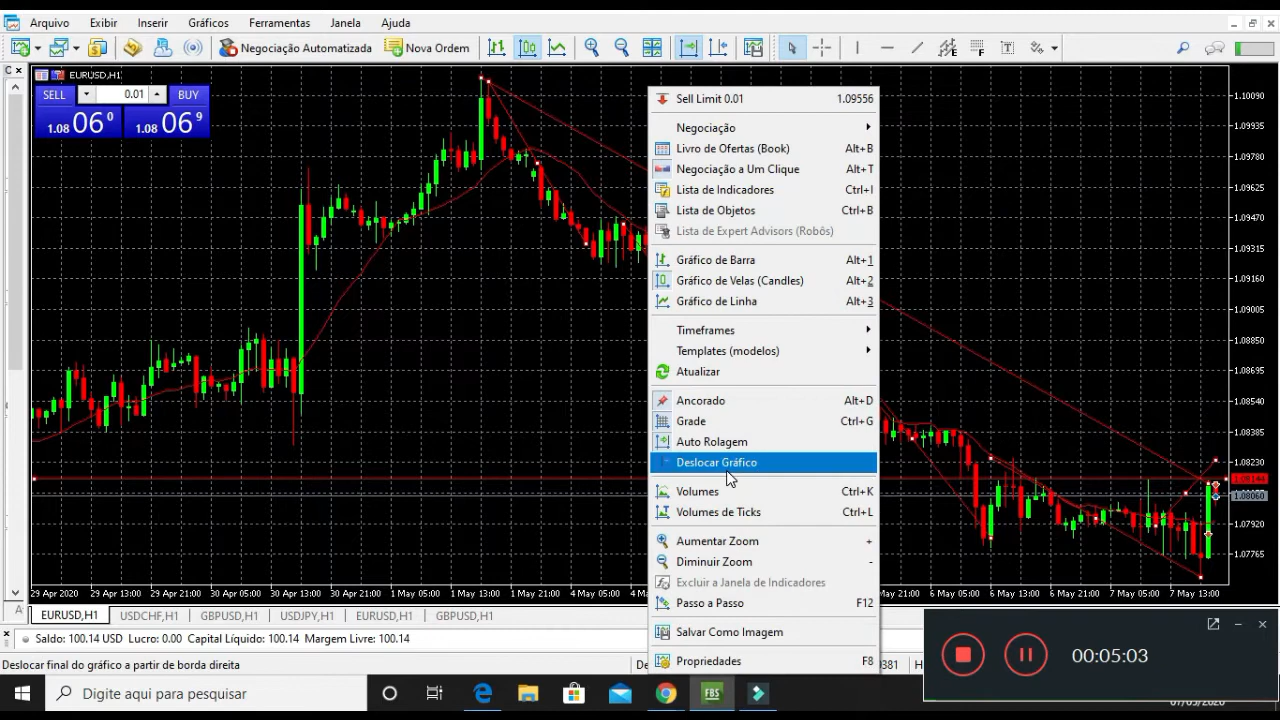 Arquivo Exibir Inserir Gráficos Ferramentas Janela Ajuda
Negociação Automatizada Nova Ordem
EURUSD,H1
SELL 0.01 BUY
1.08 06 0 1.08 06 9
Sell Limit 0.01 1.09556
Negociação
Livro de Ofertas (Book) Alt+B
Negociação a Um Clique Alt+T
Lista de Indicadores Ctrl+I
Lista de Objetos Ctrl+B
Lista de Expert Advisors (Robôs)
Gráfico de Barra Alt+1
Gráfico de Velas (Candles) Alt+2
Gráfico de Linha Alt+3
Timeframes
Templates (modelos)
Atualizar
Ancorado Alt+D
Grade Ctrl+G
Auto Rolagem
Deslocar Gráfico
Volumes Ctrl+K
Volumes de Ticks Ctrl+L
Aumentar Zoom +
Diminuir Zoom -
Excluir a Janela de Indicadores
Passo a Passo F12
Salvar Como Imagem
Propriedades F8
1.10090
1.09935
1.09780
1.09625
1.09470
1.09315
1.09160
1.09005
1.08850
1.08695
1.08540
1.08385
1.08230
1.08144
1.08060
1.07920
1.07765
29 Apr 2020 29 Apr 13:00 29 Apr 21:00 30 Apr 05:00 30 Apr 13:00 30 Apr 21:00 1 May 05:00 1 May 13:00 1 May 21:00 4 May 05:00 4 M
May 21:00 6 May 05:00 6 May 13:00 6 May 21:00 7 May 05:00 7 May 13:00
EURUSD,H1 USDCHF,H1 GBPUSD,H1 USDJPY,H1 EURUSD,H1 GBPUSD,H1
Saldo: 100.14 USD Lucro: 0.00 Capital Líquido: 100.14 Margem Livre: 100.14
Deslocar final do gráfico a partir de borda direita
00:05:03
Digite aqui para pesquisar
FBS